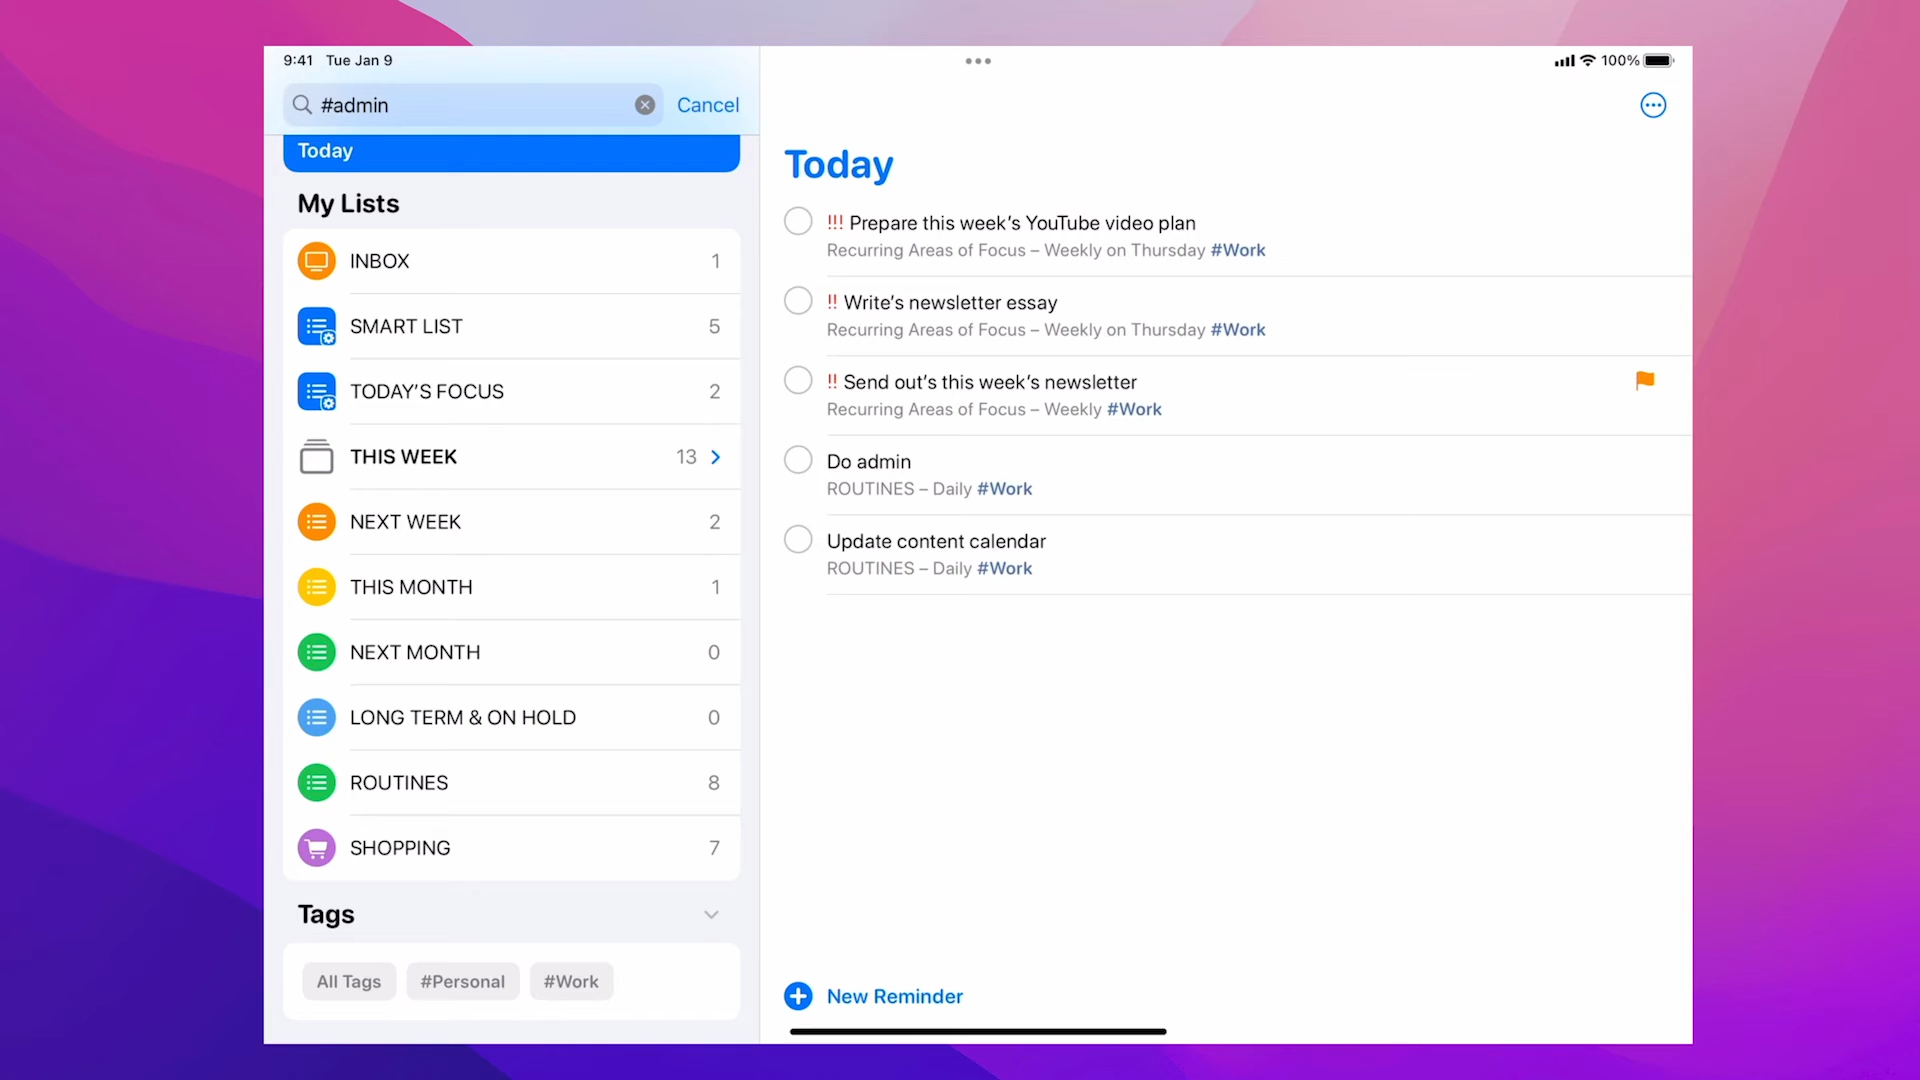 9:41 Tue Jan 9
100%
#admin
Cancel
Today
My Lists
INBOX 1
SMART LIST 5
TODAY’S FOCUS 2
THIS WEEK 13
NEXT WEEK 2
THIS MONTH 1
NEXT MONTH 0
LONG TERM & ON HOLD 0
ROUTINES 8
SHOPPING 7
Tags
All Tags #Personal #Work
Today
!!! Prepare this week’s YouTube video plan
Recurring Areas of Focus – Weekly on Thursday #Work
!! Write’s newsletter essay
Recurring Areas of Focus – Weekly on Thursday #Work
!! Send out’s this week’s newsletter
Recurring Areas of Focus – Weekly #Work
Do admin
ROUTINES – Daily #Work
Update content calendar
ROUTINES – Daily #Work
New Reminder